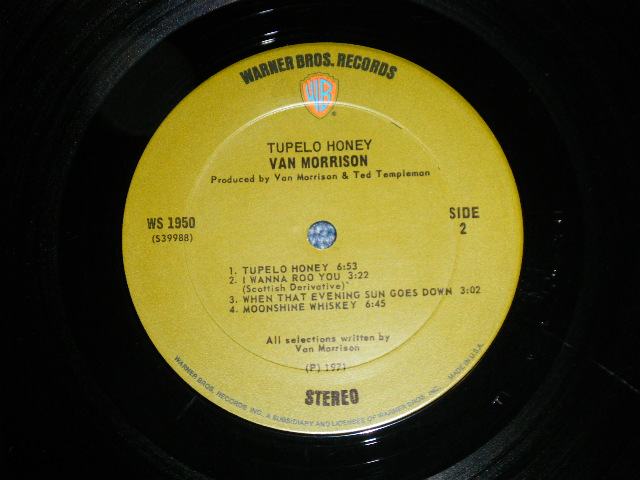 WARNER BROS. RECORDS
WB
®
TUPELO HONEY
VAN MORRISON
Produced by Van Morrison & Ted Templeman
WS 1950
(S39988)
SIDE
2
1. TUPELO HONEY 6:53
2. I WANNA ROO YOU 3:22
(Scottish Derivative)
3. WHEN THAT EVENING SUN GOES DOWN 3:02
4. MOONSHINE WHISKEY 6:45
All selections written by
Van Morrison
(P) 1971
STEREO
WARNER BROS. RECORDS INC. A SUBSIDIARY AND LICENSEE OF WARNER BROS. INC. MADE IN U.S.A.